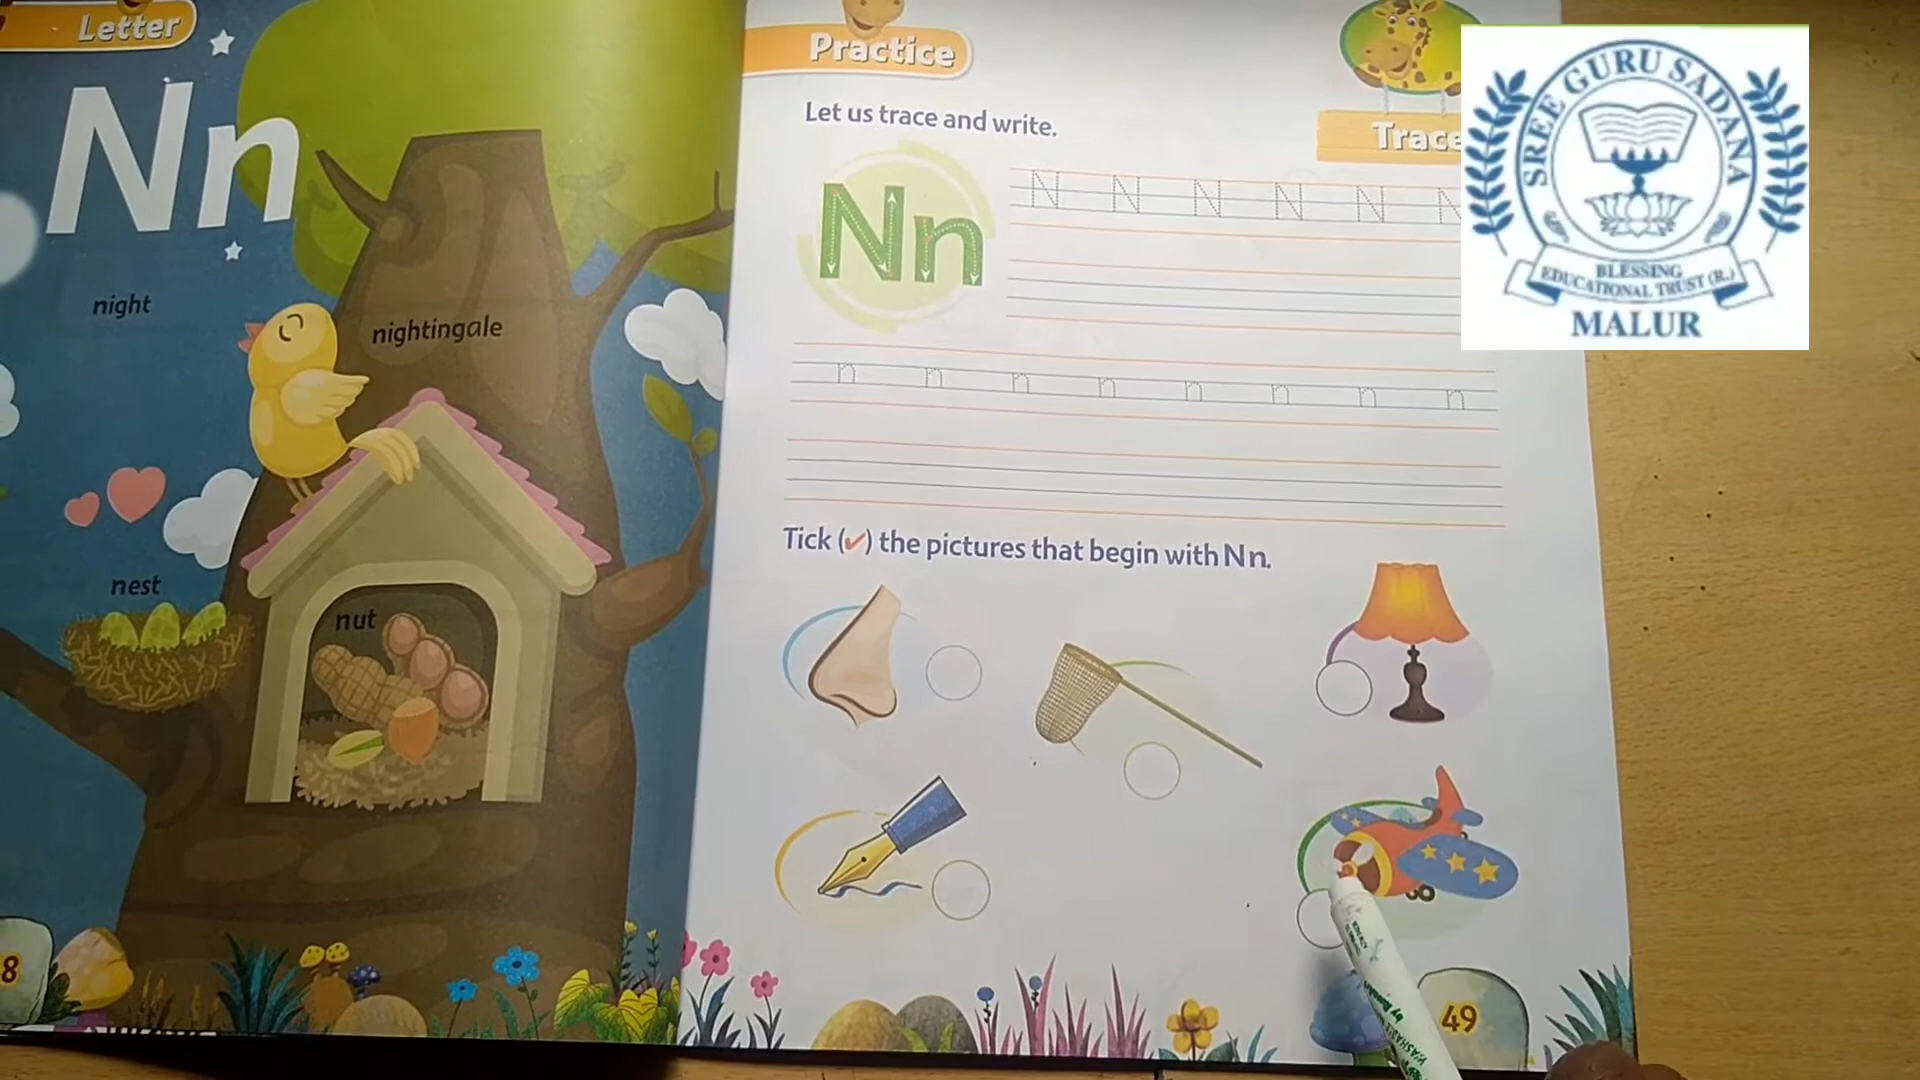 Letter
Nn
night
nightingale
nest
nut
8
Practice
Let us trace and write.
Trace
Nn
N N N N N N
n n n n n n n n
Tick (✓) the pictures that begin with Nn.
49
SREE GURU SADANA
BLESSING
EDUCATIONAL TRUST (R.)
MALUR